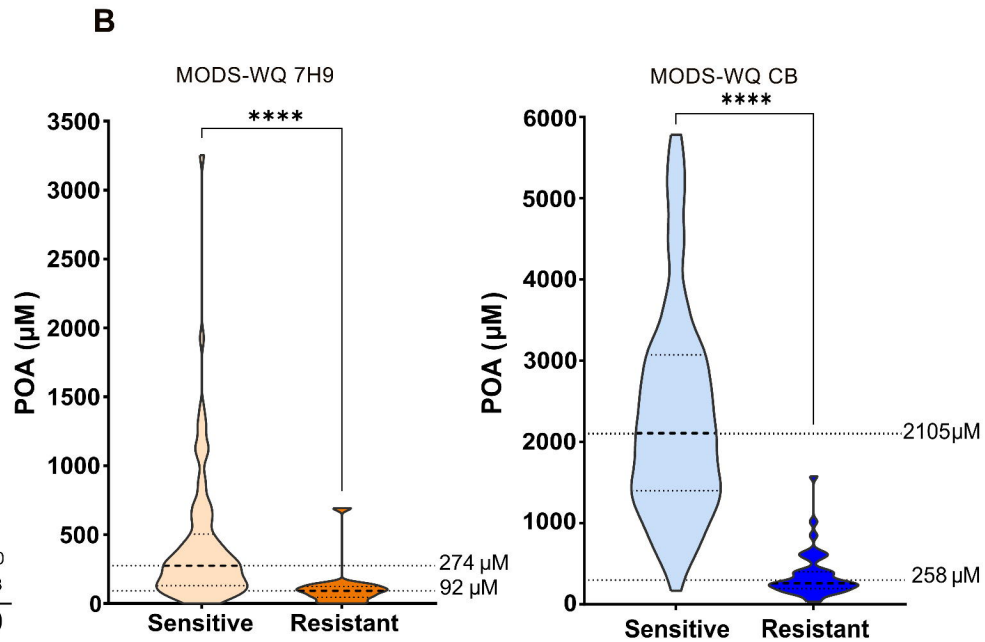 B
MODS-WQ 7H9
****
3500
3000
2500
2000
1500
1000
500
0
POA (µM)
274 µM
92 µM
Sensitive Resistant
MODS-WQ CB
****
6000
5000
4000
3000
2000
1000
0
POA (µM)
2105µM
258 µM
Sensitive Resistant